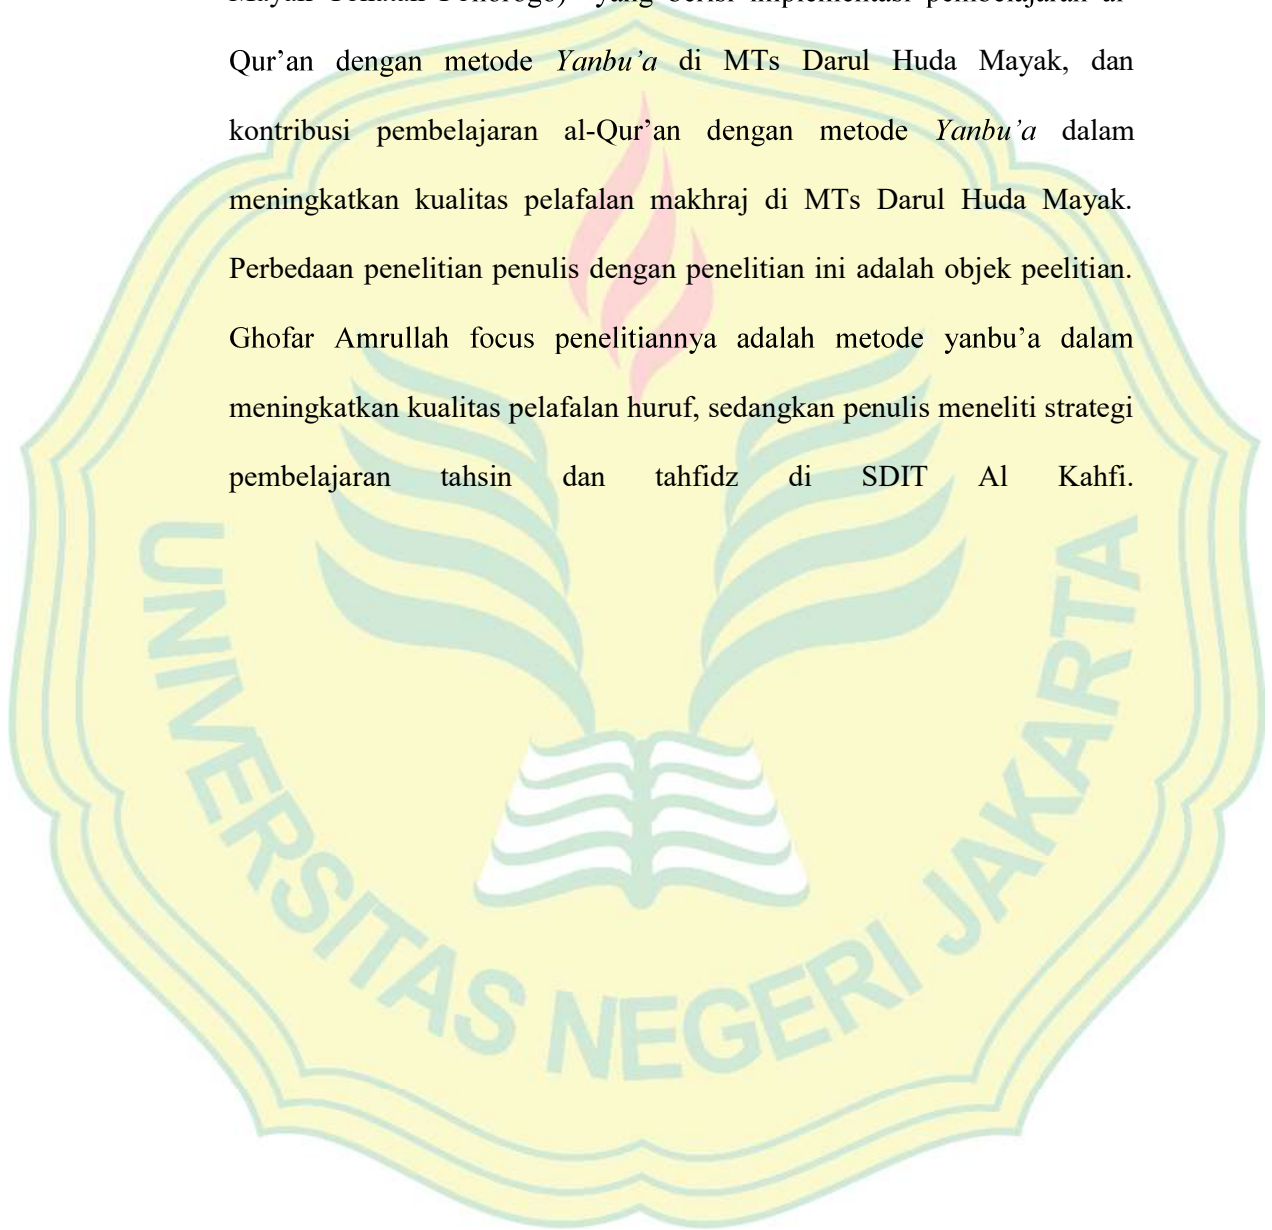 Qur’an dengan metode Yanbu’a di MTs Darul Huda Mayak, dan
kontribusi pembelajaran al-Qur’an dengan metode Yanbu’a dalam
meningkatkan kualitas pelafalan makhraj di MTs Darul Huda Mayak.
Perbedaan penelitian penulis dengan penelitian ini adalah objek peelitian.
Ghofar Amrullah focus penelitiannya adalah metode yanbu’a dalam
meningkatkan kualitas pelafalan huruf, sedangkan penulis meneliti strategi
pembelajaran tahsin dan tahfidz di SDIT Al Kahfi.
UNIVERSITAS NEGERI JAKARTA